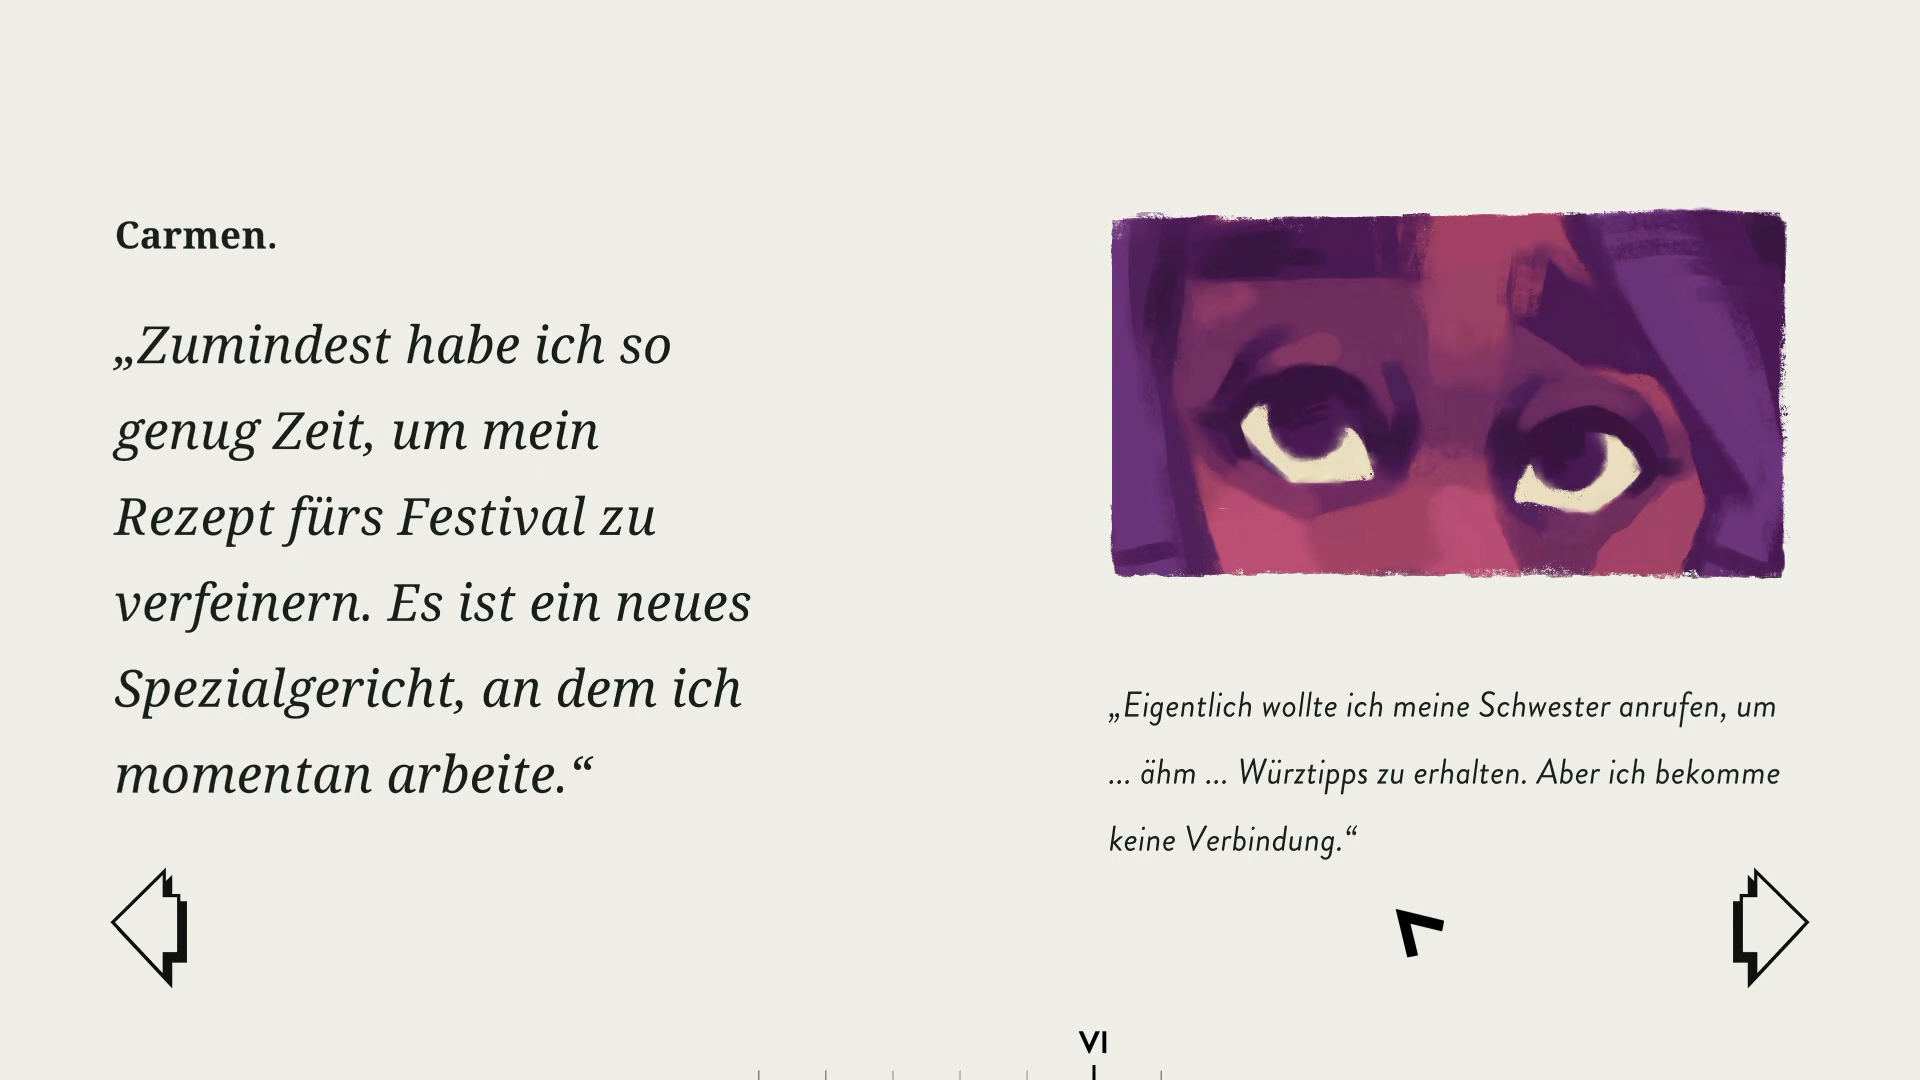 Carmen.
„Zumindest habe ich so
genug Zeit, um mein
Rezept fürs Festival zu
verfeinern. Es ist ein neues
Spezialgericht, an dem ich
momentan arbeite.“
„Eigentlich wollte ich meine Schwester anrufen, um
... ähm ... Würztipps zu erhalten. Aber ich bekomme
keine Verbindung.“
VI